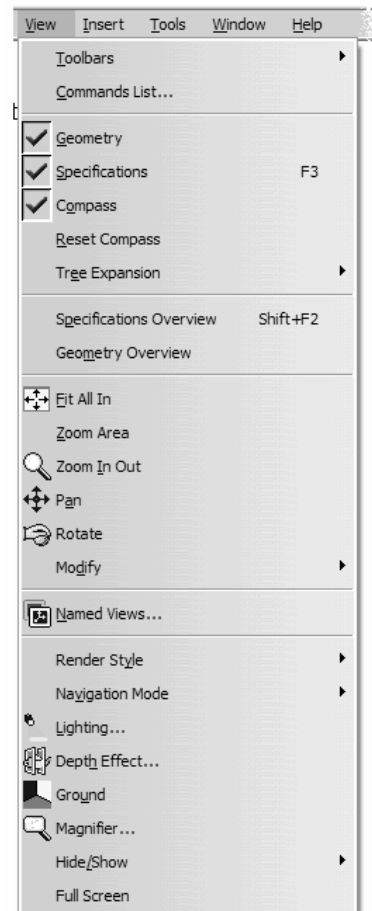 View Insert Tools Window Help
Toolbars
Commands List...
Geometry
Specifications F3
Compass
Reset Compass
Tree Expansion
Specifications Overview Shift+F2
Geometry Overview
Fit All In
Zoom Area
Zoom In Out
Pan
Rotate
Modify
Named Views...
Render Style
Navigation Mode
Lighting...
Depth Effect...
Ground
Magnifier...
Hide/Show
Full Screen